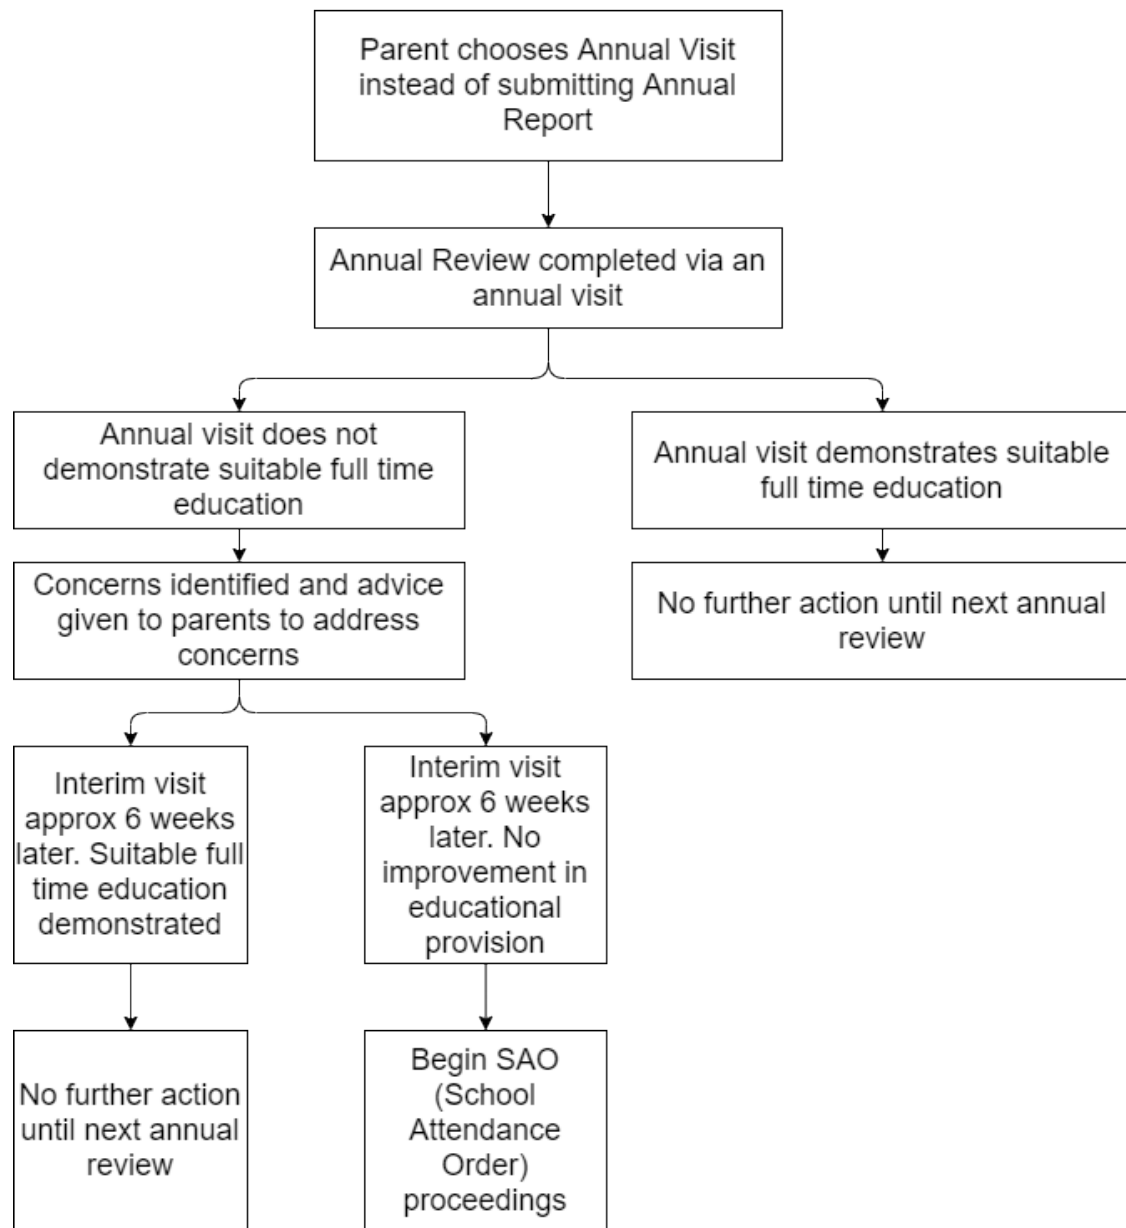 Parent chooses Annual Visit
instead of submitting Annual
Report
Annual Review completed via an
annual visit
Annual visit does not
demonstrate suitable full time
education
Annual visit demonstrates suitable
full time education
Concerns identified and advice
given to parents to address
concerns
No further action until next annual
review
Interim visit
approx 6 weeks
later. Suitable full
time education
demonstrated
Interim visit
approx 6 weeks
later. No
improvement in
educational
provision
No further action
until next annual
review
Begin SAO
(School
Attendance
Order)
proceedings